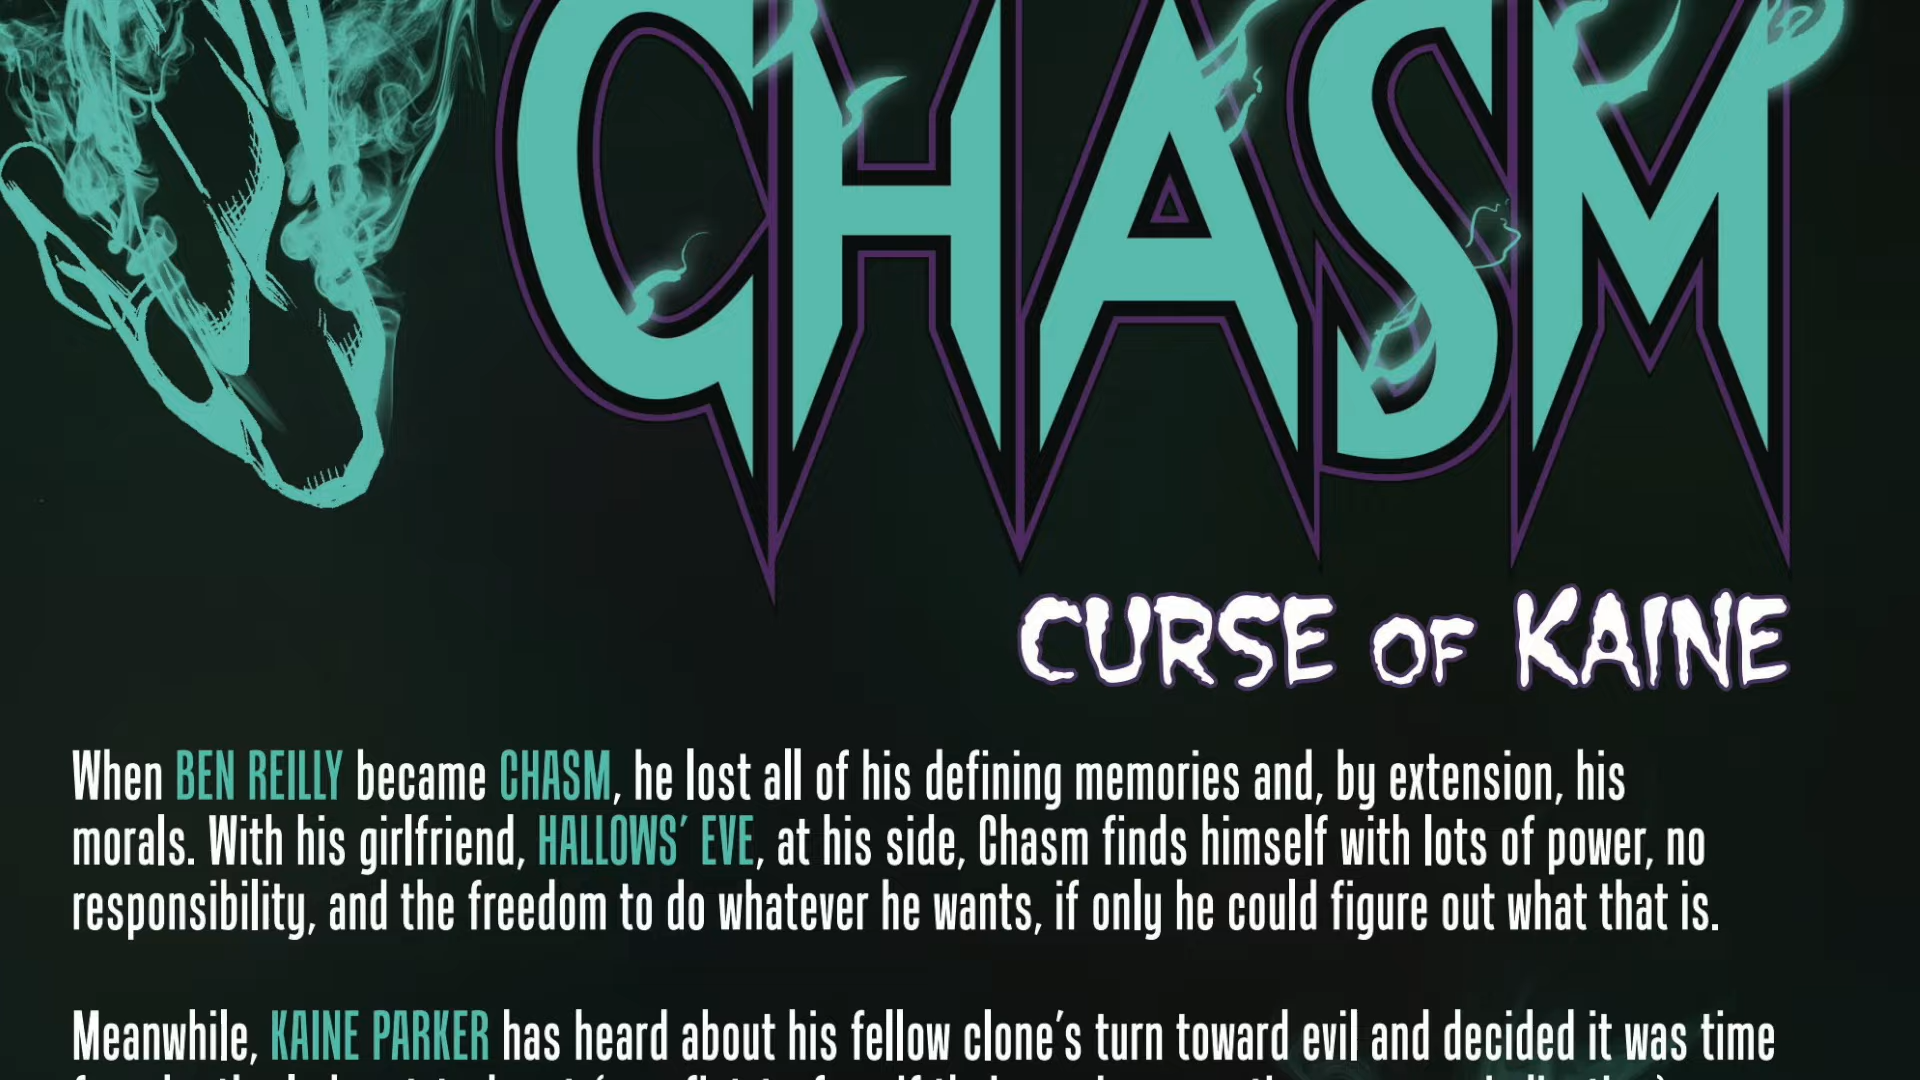 CHASM
CURSE OF KAINE
When BEN REILLY became CHASM, he lost all of his defining memories and, by extension, his
morals. With his girlfriend, HALLOWS' EVE, at his side, Chasm finds himself with lots of power, no
responsibility, and the freedom to do whatever he wants, if only he could figure out what that is.
Meanwhile, KAINE PARKER has heard about his fellow clone's turn toward evil and decided it was time